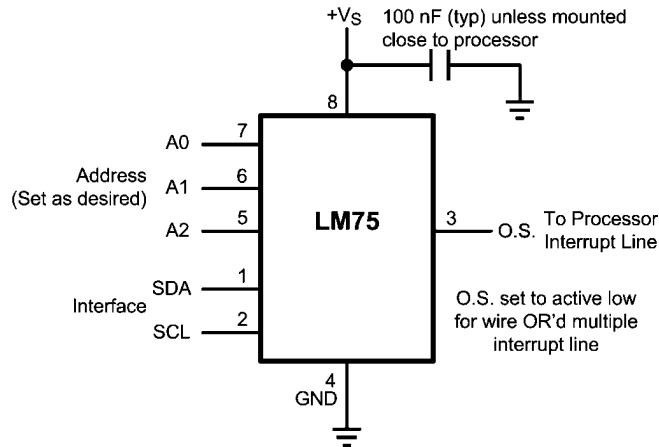 +VS
100 nF (typ) unless mounted
close to processor
8
A0
7
Address
(Set as desired)
A1
6
A2
5
LM75
3
O.S.
To Processor
Interrupt Line
Interface
SDA
1
SCL
2
O.S. set to active low
for wire OR'd multiple
interrupt line
4
GND